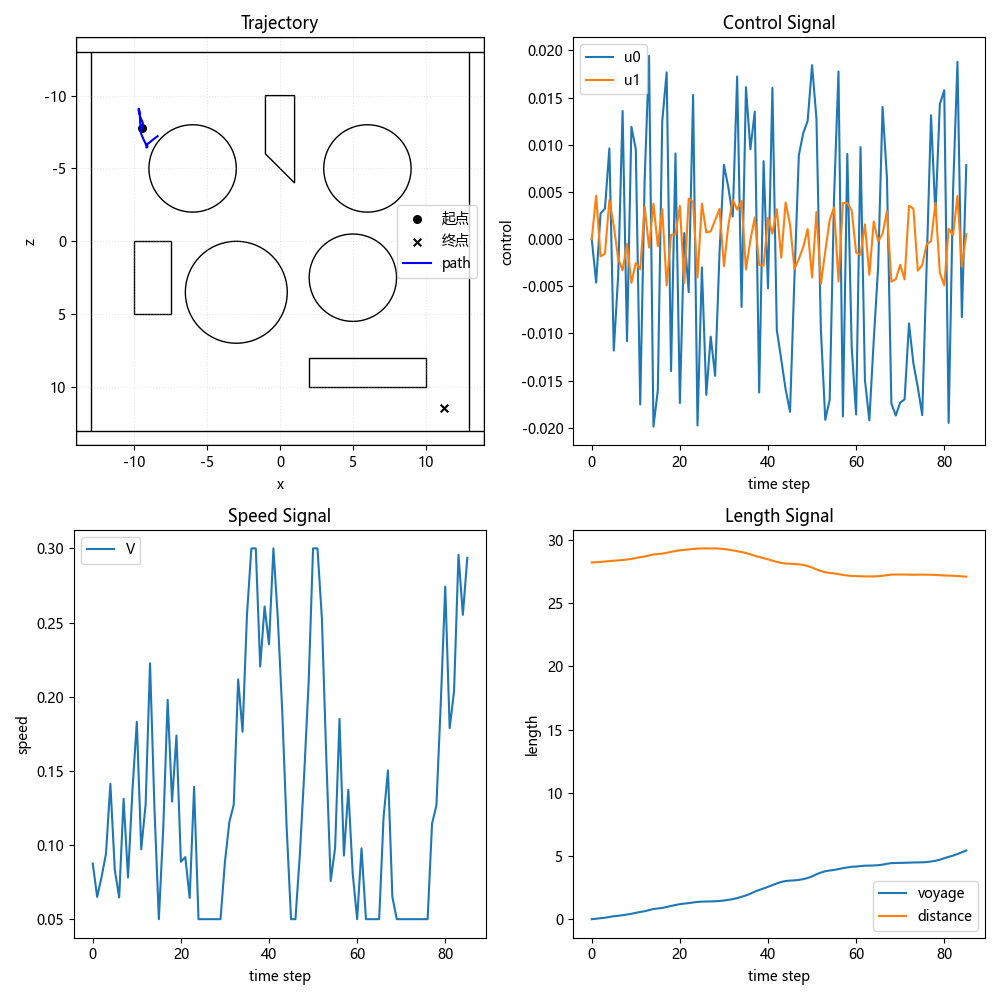 Trajectory
-10
-5
0
5
10
z
-10
-5
0
5
10
x
起点
终点
path
Control Signal
0.020
0.015
0.010
0.005
0.000
-0.005
-0.010
-0.015
-0.020
control
u0
u1
0
20
40
60
80
time step
Speed Signal
0.30
0.25
0.20
0.15
0.10
0.05
speed
V
0
20
40
60
80
time step
Length Signal
30
25
20
15
10
5
0
length
voyage
distance
0
20
40
60
80
time step